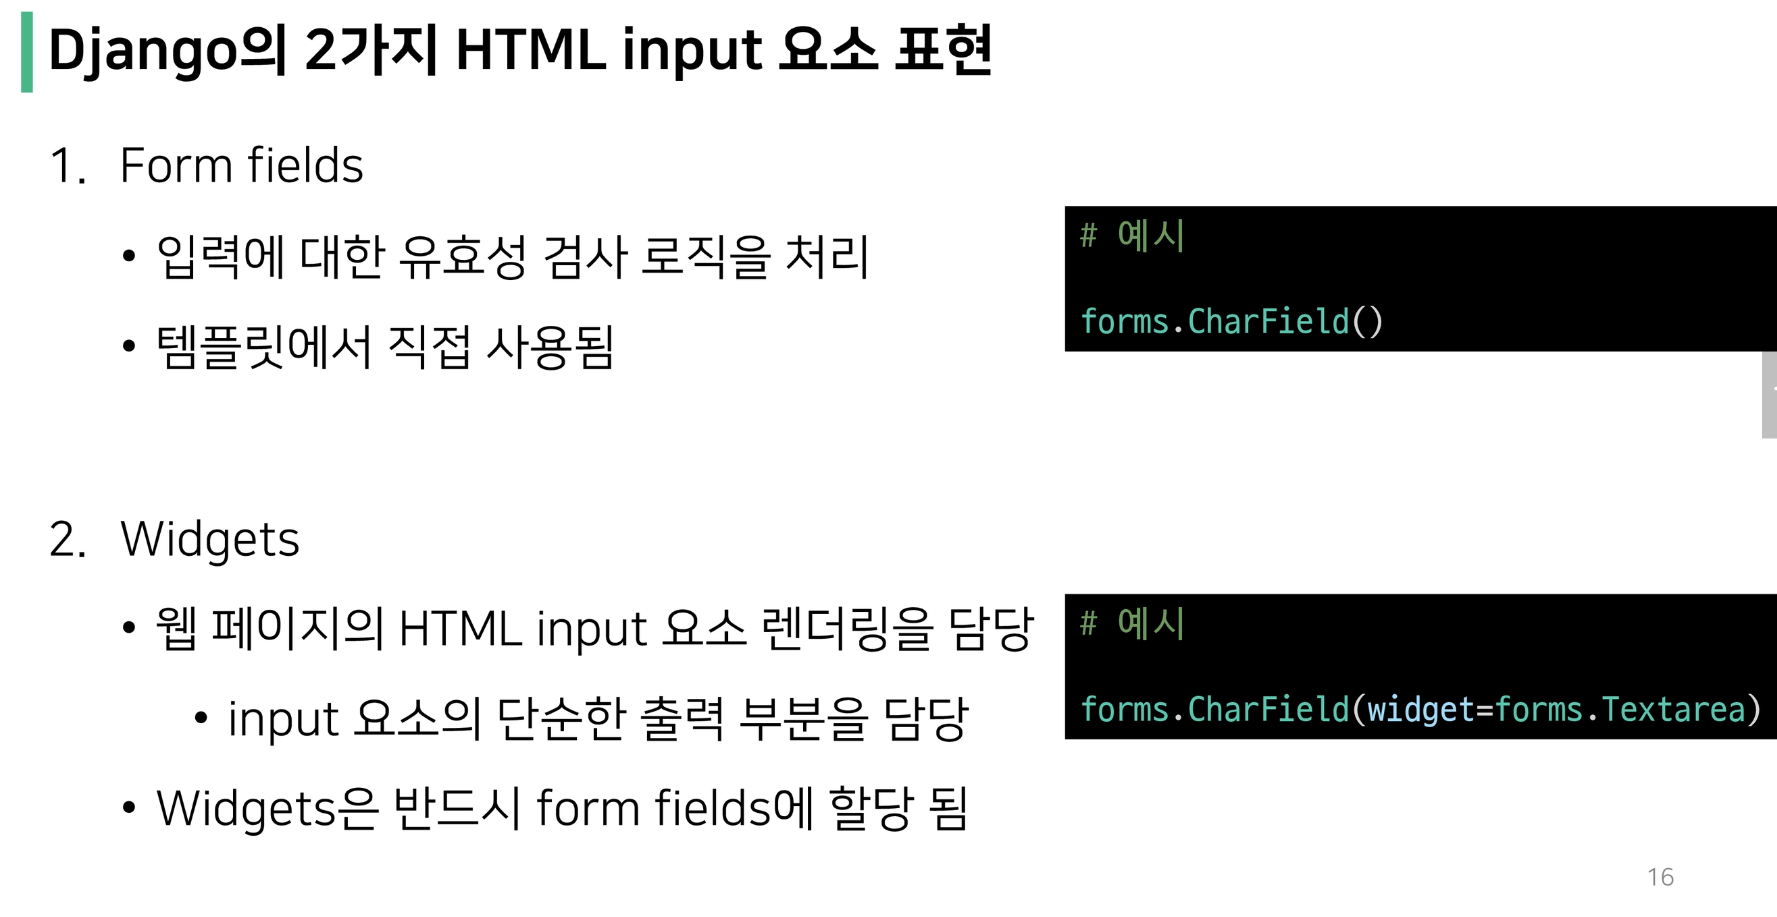 Django의 2가지 HTML input 요소 표현
1. Form fields
• 입력에 대한 유효성 검사 로직을 처리
• 템플릿에서 직접 사용됨
# 예시
forms.CharField()
2. Widgets
• 웹 페이지의 HTML input 요소 렌더링을 담당
• input 요소의 단순한 출력 부분을 담당
• Widgets은 반드시 form fields에 할당 됨
# 예시
forms.CharField(widget=forms.Textarea)
16